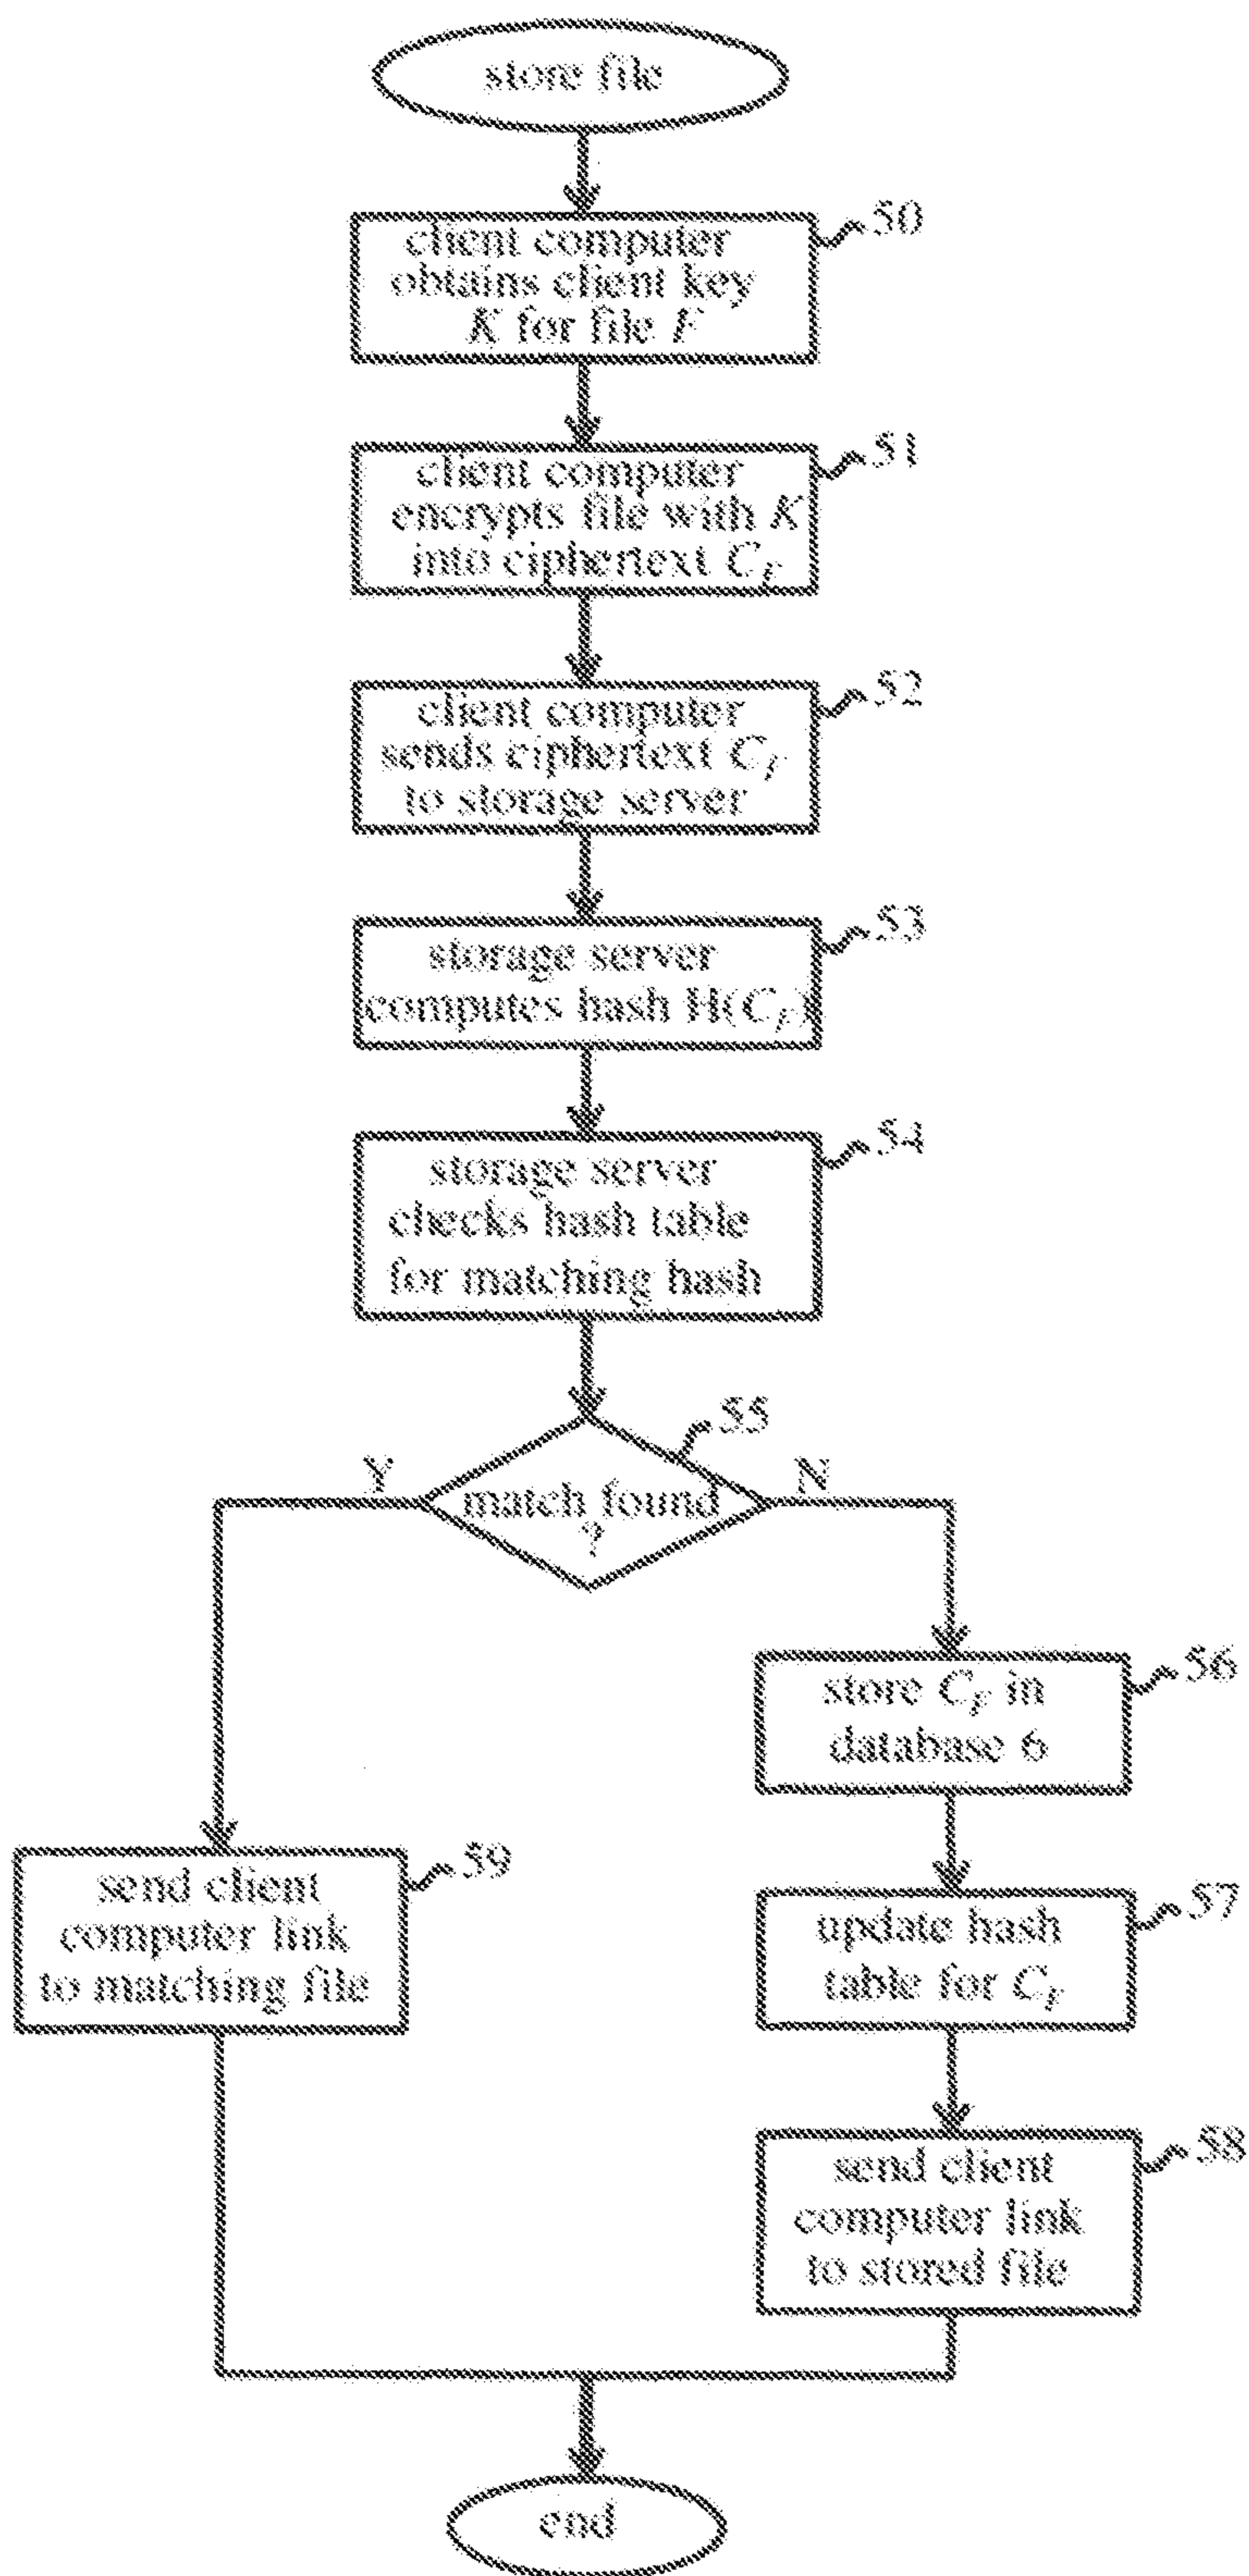 store file
client computer
obtains client key
K for file F
50
client computer
encrypts file with K
into ciphertext C_F
51
client computer
sends ciphertext C_F
to storage server
52
storage server
computes hash H(C_F)
53
storage server
checks hash table
for matching hash
54
match found
?
55
Y
N
store C_F in
database 6
56
send client
computer link
to matching file
59
update hash
table for C_F
57
send client
computer link
to stored file
58
end